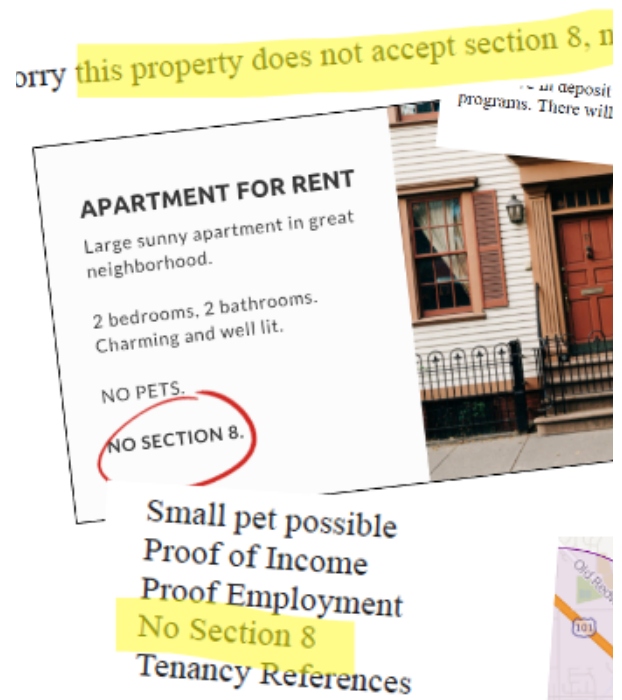 orry this property does not accept section 8, n
deposit
programs. There will
APARTMENT FOR RENT
Large sunny apartment in great
neighborhood.
2 bedrooms, 2 bathrooms.
Charming and well lit.
NO PETS.
NO SECTION 8.
Small pet possible
Proof of Income
Proof Employment
No Section 8
Tenancy References
Old Redw
101